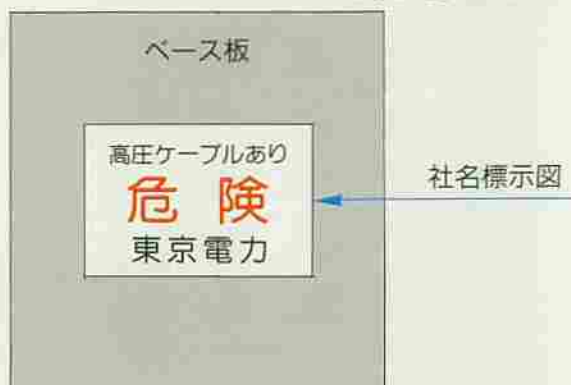 ベース板
高圧ケーブルあり
危険
東京電力
社名標示図